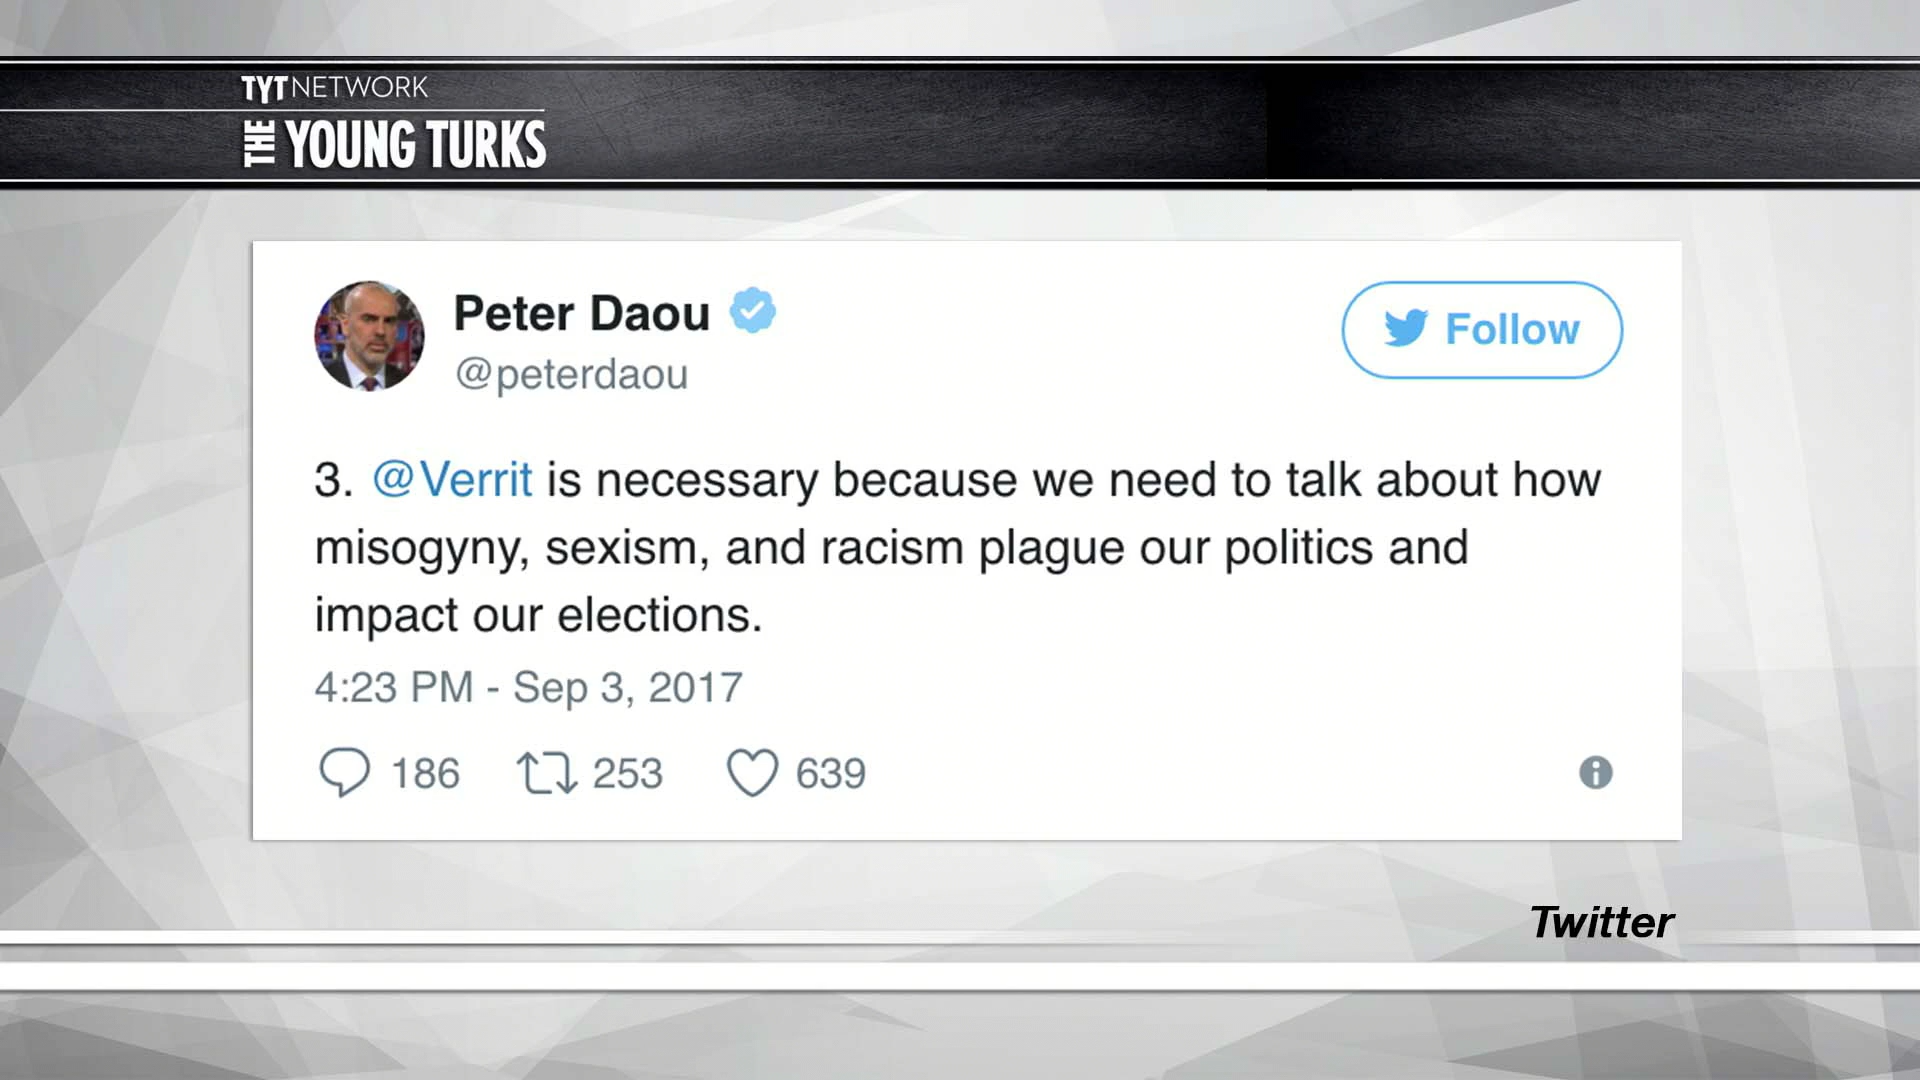 TYT NETWORK
THE YOUNG TURKS
Peter Daou
@peterdaou
Follow
3. @Verrit is necessary because we need to talk about how
misogyny, sexism, and racism plague our politics and
impact our elections.
4:23 PM - Sep 3, 2017
186 253 639
Twitter